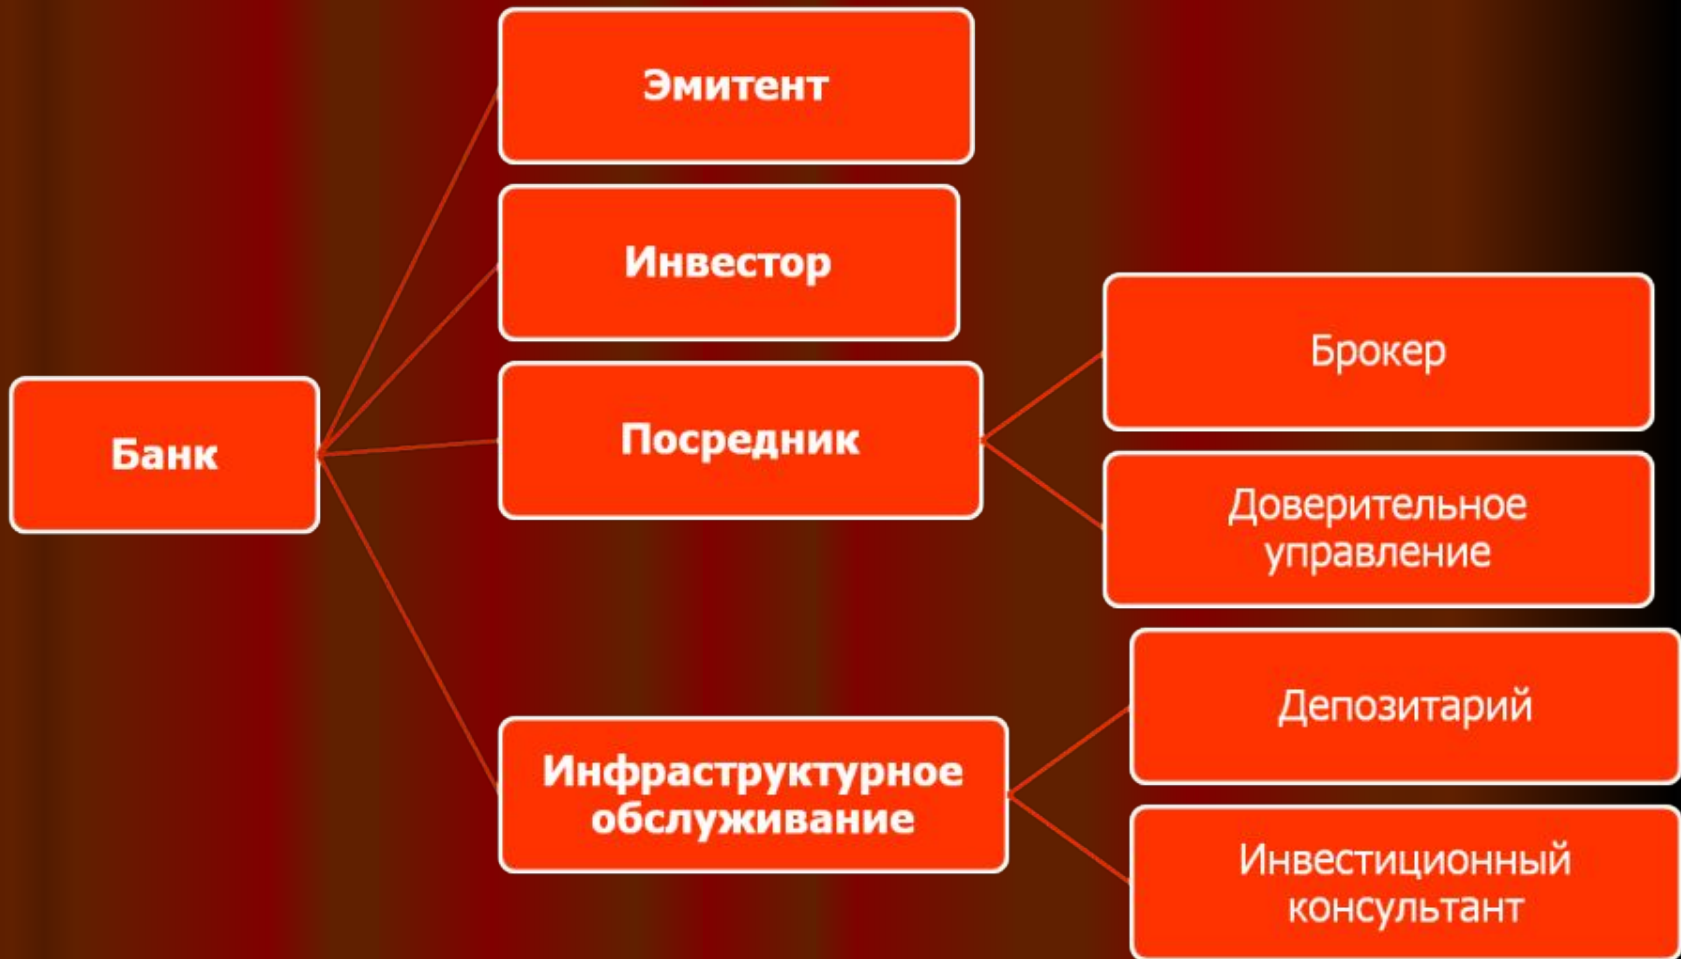 Эмитент
Инвестор
Банк
Посредник
Инфраструктурное
обслуживание
Брокер
Доверительное
управление
Депозитарий
Инвестиционный
консультант